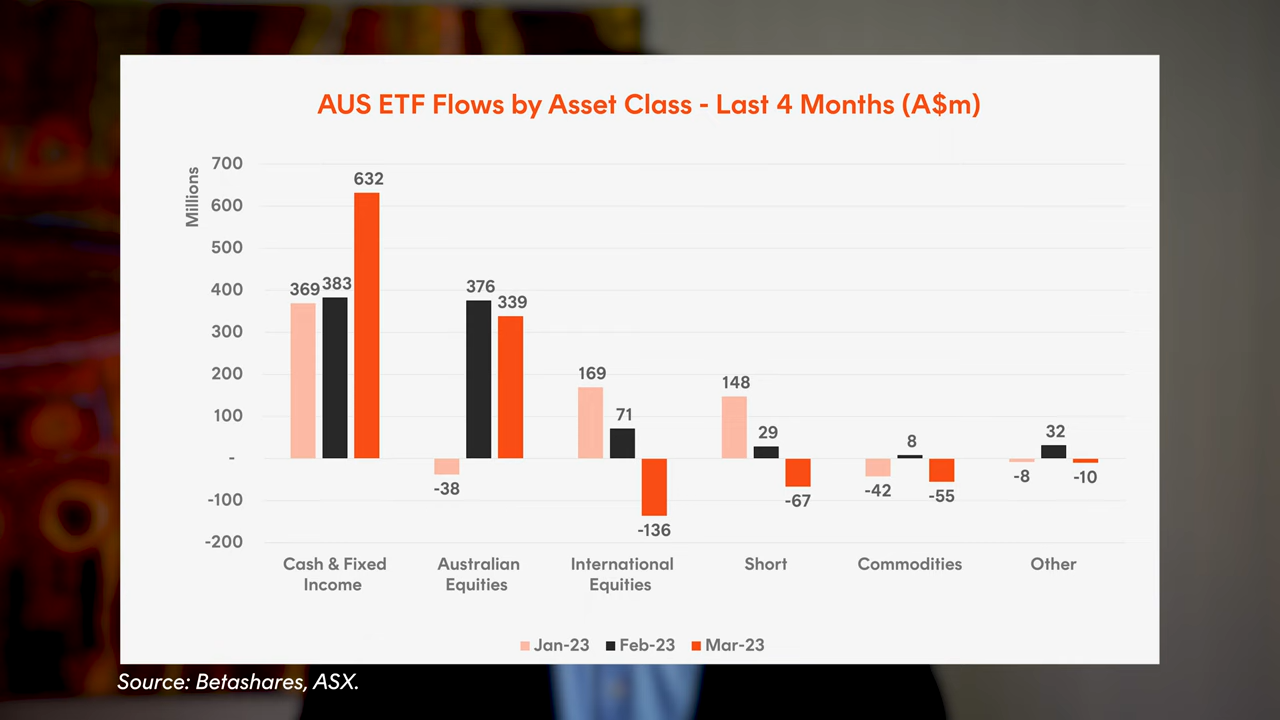 AUS ETF Flows by Asset Class - Last 4 Months (A$m)
Millions
700
600
500
400
300
200
100
-
-100
-200
369
383
632
-38
376
339
169
71
-136
148
29
-67
-42
8
-55
-8
32
-10
Cash & Fixed
Income
Australian
Equities
International
Equities
Short
Commodities
Other
Jan-23 Feb-23 Mar-23
Source: Betashares, ASX.